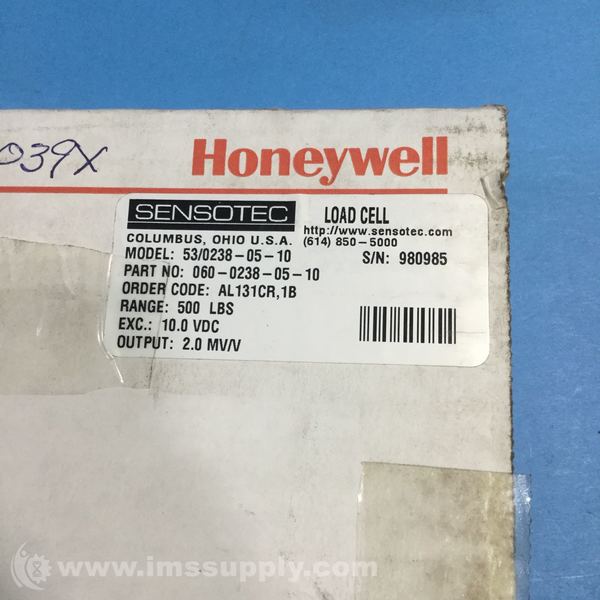 039X
Honeywell
SENSOTEC LOAD CELL
http://www.sensotec.com
COLUMBUS, OHIO U.S.A. (614) 850-5000
MODEL: 53/0238-05-10 S/N: 980985
PART NO: 060-0238-05-10
ORDER CODE: AL131CR,1B
RANGE: 500 LBS
EXC.: 10.0 VDC
OUTPUT: 2.0 MV/V
www.imssupply.com